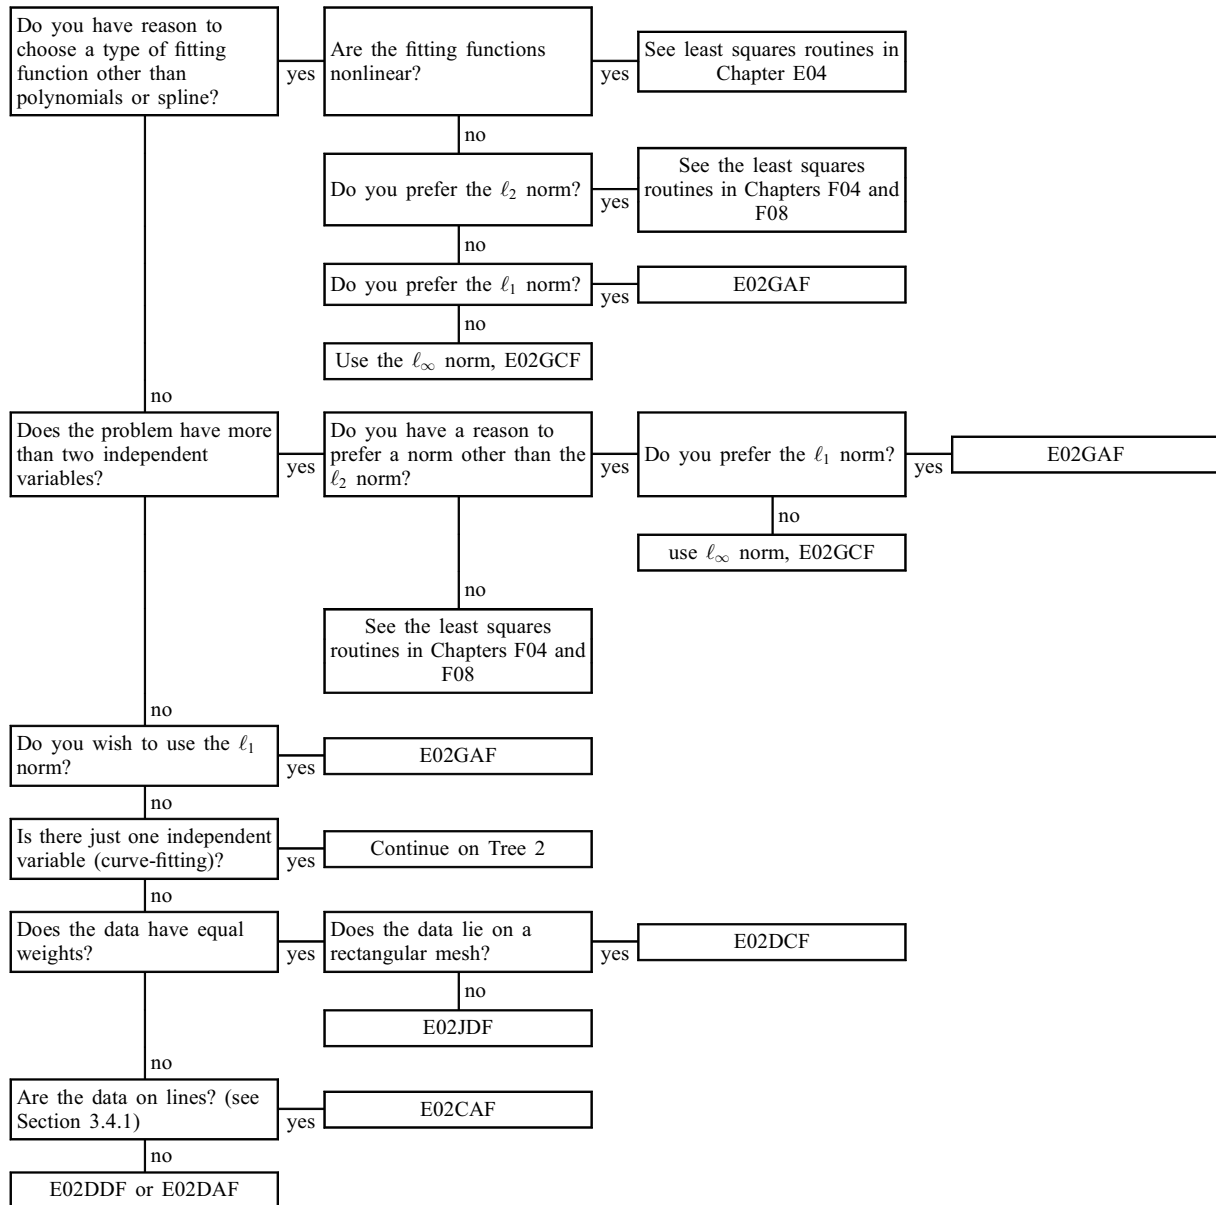 Do you have reason to
choose a type of fitting
function other than
polynomials or spline?
yes
Are the fitting functions
nonlinear?
yes
See least squares routines in
Chapter E04
no
Do you prefer the ℓ₂ norm?
yes
See the least squares
routines in Chapters F04 and
F08
no
Do you prefer the ℓ₁ norm?
yes
E02GAF
no
Use the ℓ∞ norm, E02GCF
no
Does the problem have more
than two independent
variables?
yes
Do you have a reason to
prefer a norm other than the
ℓ₂ norm?
yes
Do you prefer the ℓ₁ norm?
yes
E02GAF
no
use ℓ∞ norm, E02GCF
no
See the least squares
routines in Chapters F04 and
F08
no
Do you wish to use the ℓ₁
norm?
yes
E02GAF
no
Is there just one independent
variable (curve-fitting)?
yes
Continue on Tree 2
no
Does the data have equal
weights?
yes
Does the data lie on a
rectangular mesh?
yes
E02DCF
no
E02JDF
no
Are the data on lines? (see
Section 3.4.1)
yes
E02CAF
no
E02DDF or E02DAF